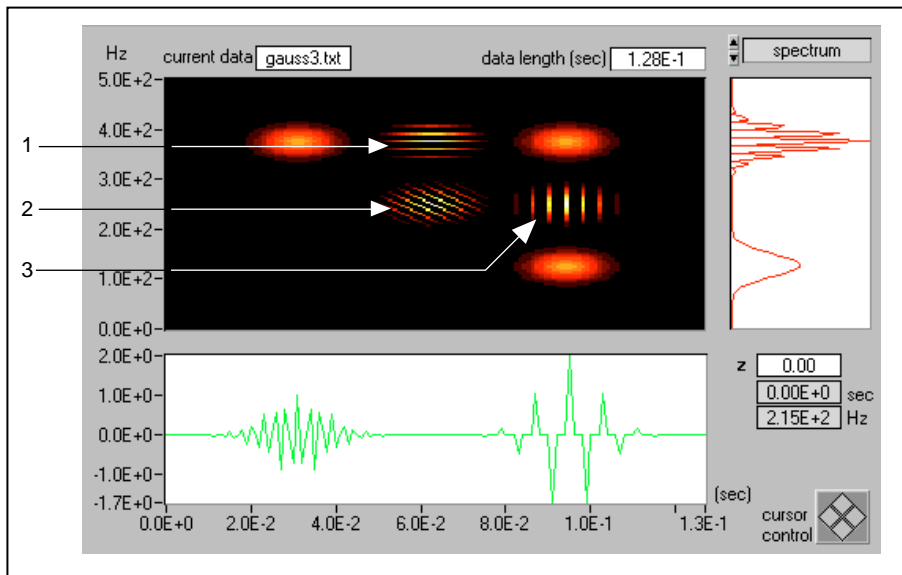 Hz current data gauss3.txt data length (sec) 1.28E-1 spectrum
5.0E+2
4.0E+2
1
3.0E+2
2
2.0E+2
3
1.0E+2
0.0E+0
2.0E+0
z 0.00
1.0E+0
0.00E+0 sec
2.15E+2 Hz
0.0E+0
-1.0E+0
-1.7E+0
(sec)
0.0E+0 2.0E-2 4.0E-2 6.0E-2 8.0E-2 1.0E-1 1.3E-1
cursor
control